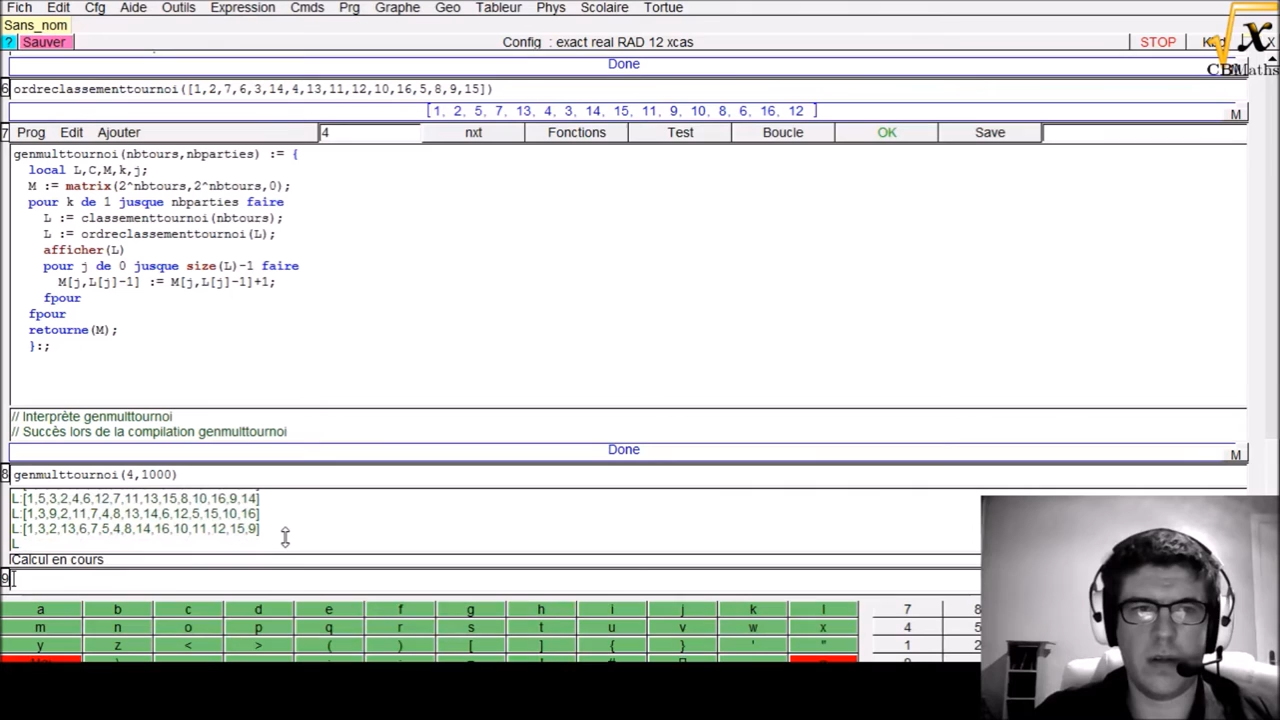 Fich Edit Cfg Aide Outils Expression Cmds Prg Graphe Geo Tableur Phys Scolaire Tortue
Sans_nom
? Sauver Config : exact real RAD 12 xcas STOP
x
CBMaths
Done
6 ordreclassementtournoi([1,2,7,6,3,14,4,13,11,12,10,16,5,8,9,15])
[1, 2, 5, 7, 13, 4, 3, 14, 15, 11, 9, 10, 8, 6, 16, 12 ] M
7 Prog Edit Ajouter 4 nxt Fonctions Test Boucle OK Save
genmulttournoi(nbtours,nbparties) := {
local L,C,M,k,j;
M := matrix(2^nbtours,2^nbtours,0);
pour k de 1 jusque nbparties faire
L := classementtournoi(nbtours);
L := ordreclassementtournoi(L);
afficher(L)
pour j de 0 jusque size(L)-1 faire
M[j,L[j]-1] := M[j,L[j]-1]+1;
fpour
fpour
retourne(M);
}:;
// Interprète genmulttournoi
// Succès lors de la compilation genmulttournoi
Done M
8 genmulttournoi(4,1000)
L:[1,5,3,2,4,6,12,7,11,13,15,8,10,16,9,14]
L:[1,3,9,2,11,7,4,8,13,14,6,12,5,15,10,16]
L:[1,3,2,13,6,7,5,4,8,14,16,10,11,12,15,9]
L
Calcul en cours
9
a b c d e f g h i j k l 7 8
m n o p q r s t u v w x 4 5
y z < > ( ) [ ] { } ' " 1 2